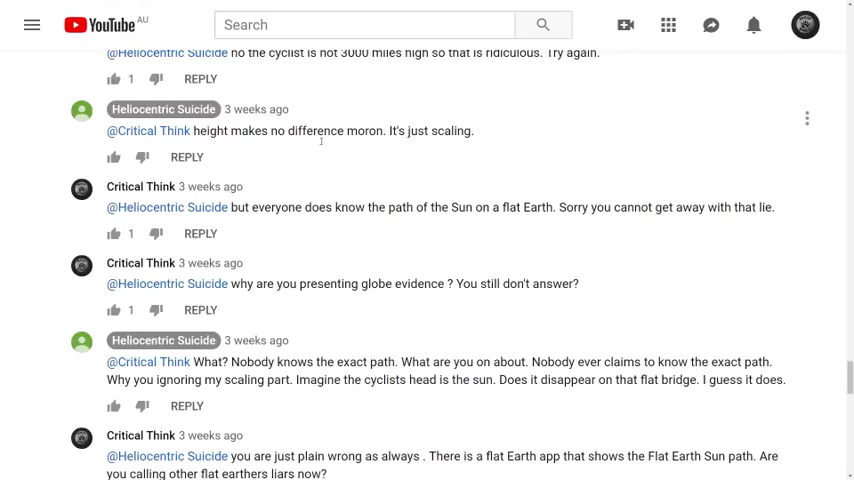 YouTube AU
Search
@Heliocentric Suicide no the cyclist is not 3000 miles high so that is ridiculous. Try again.
1 REPLY
Heliocentric Suicide 3 weeks ago
@Critical Think height makes no difference moron. It's just scaling.
REPLY
Critical Think 3 weeks ago
@Heliocentric Suicide but everyone does know the path of the Sun on a flat Earth. Sorry you cannot get away with that lie.
1 REPLY
Critical Think 3 weeks ago
@Heliocentric Suicide why are you presenting globe evidence ? You still don't answer?
1 REPLY
Heliocentric Suicide 3 weeks ago
@Critical Think What? Nobody knows the exact path. What are you on about. Nobody ever claims to know the exact path.
Why you ignoring my scaling part. Imagine the cyclists head is the sun. Does it disappear on that flat bridge. I guess it does.
REPLY
Critical Think 3 weeks ago
@Heliocentric Suicide you are just plain wrong as always . There is a flat Earth app that shows the Flat Earth Sun path. Are
you calling other flat earthers liars now?